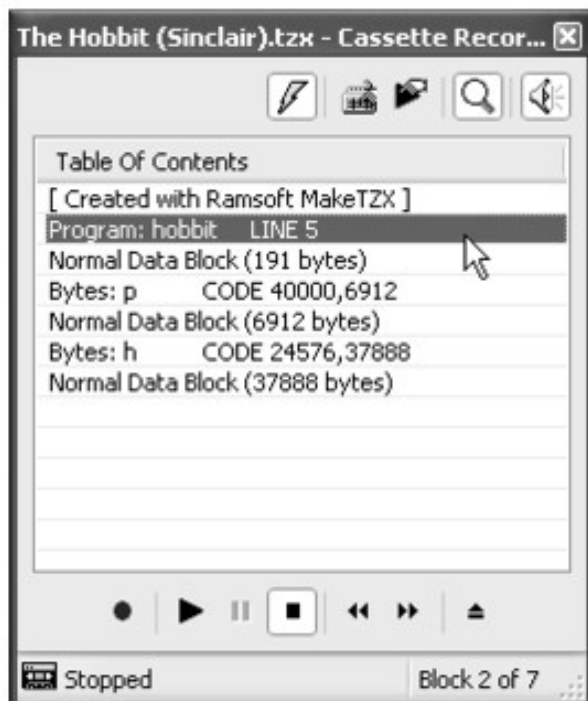 The Hobbit (Sinclair).tzx - Cassette Recor...
Table Of Contents
[ Created with Ramsoft MakeTZX ]
Program: hobbit LINE 5
Normal Data Block (191 bytes)
Bytes: p CODE 40000,6912
Normal Data Block (6912 bytes)
Bytes: h CODE 24576,37888
Normal Data Block (37888 bytes)
Stopped Block 2 of 7